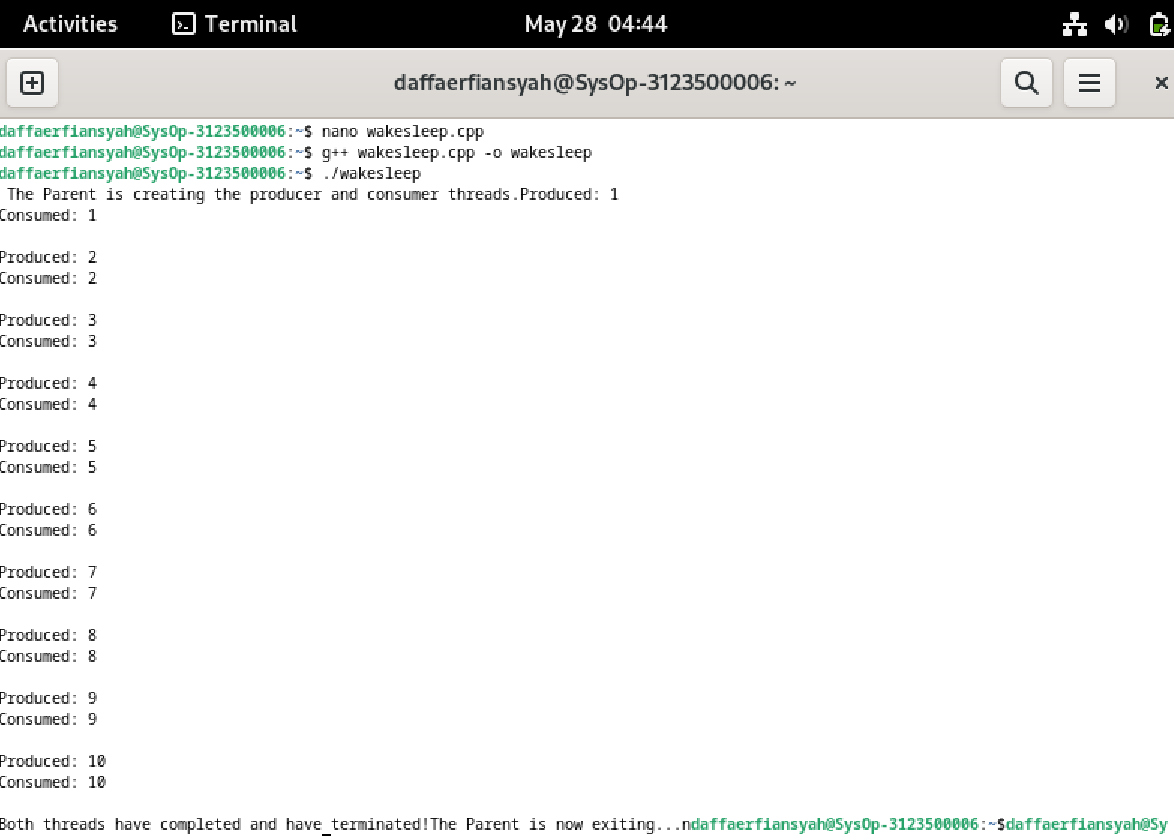 Activities Terminal May 28 04:44
daffaerfiansyah@SysOp-3123500006: ~
daffaerfiansyah@SysOp-3123500006:~$ nano wakesleep.cpp
daffaerfiansyah@SysOp-3123500006:~$ g++ wakesleep.cpp -o wakesleep
daffaerfiansyah@SysOp-3123500006:~$ ./wakesleep
The Parent is creating the producer and consumer threads.Produced: 1
Consumed: 1
Produced: 2
Consumed: 2
Produced: 3
Consumed: 3
Produced: 4
Consumed: 4
Produced: 5
Consumed: 5
Produced: 6
Consumed: 6
Produced: 7
Consumed: 7
Produced: 8
Consumed: 8
Produced: 9
Consumed: 9
Produced: 10
Consumed: 10
Both threads have completed and have_terminated!The Parent is now exiting...ndaffaerfiansyah@SysOp-3123500006:~$daffaerfiansyah@Sy